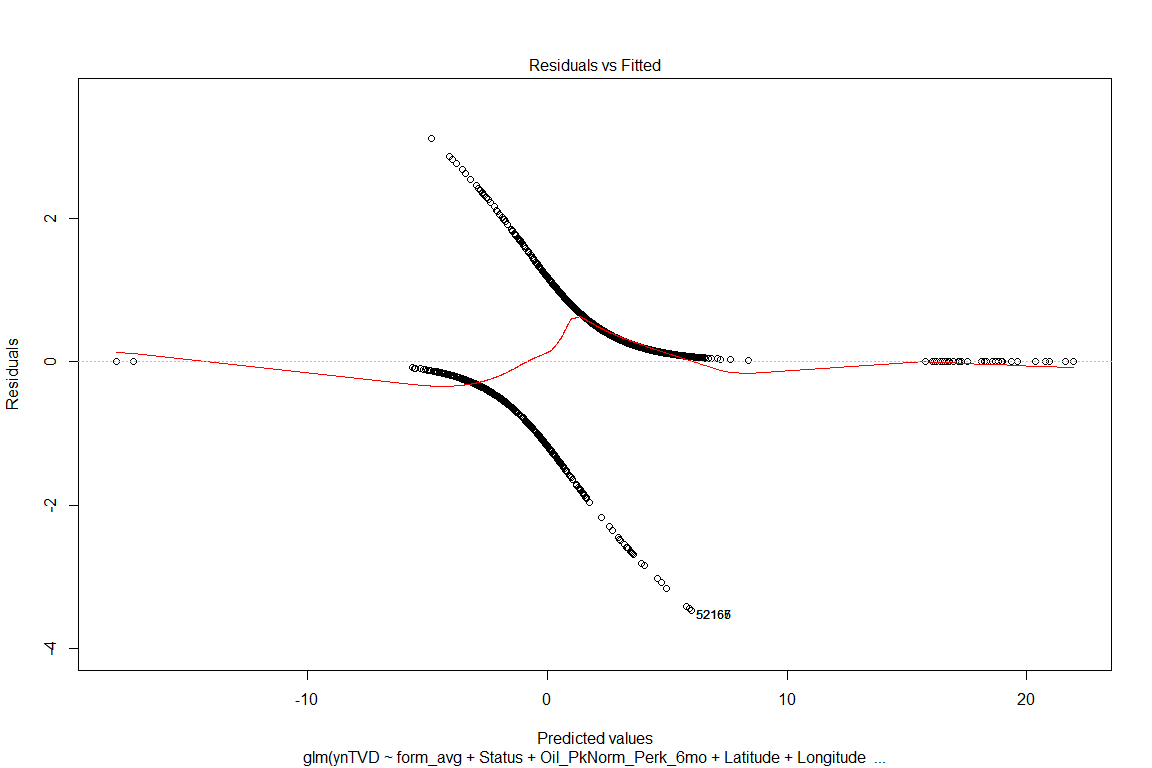 Residuals vs Fitted
2
0
-2
-4
Residuals
-10
0
10
20
Predicted values
glm(ynTVD ~ form_avg + Status + Oil_PkNorm_Perk_6mo + Latitude + Longitude ...